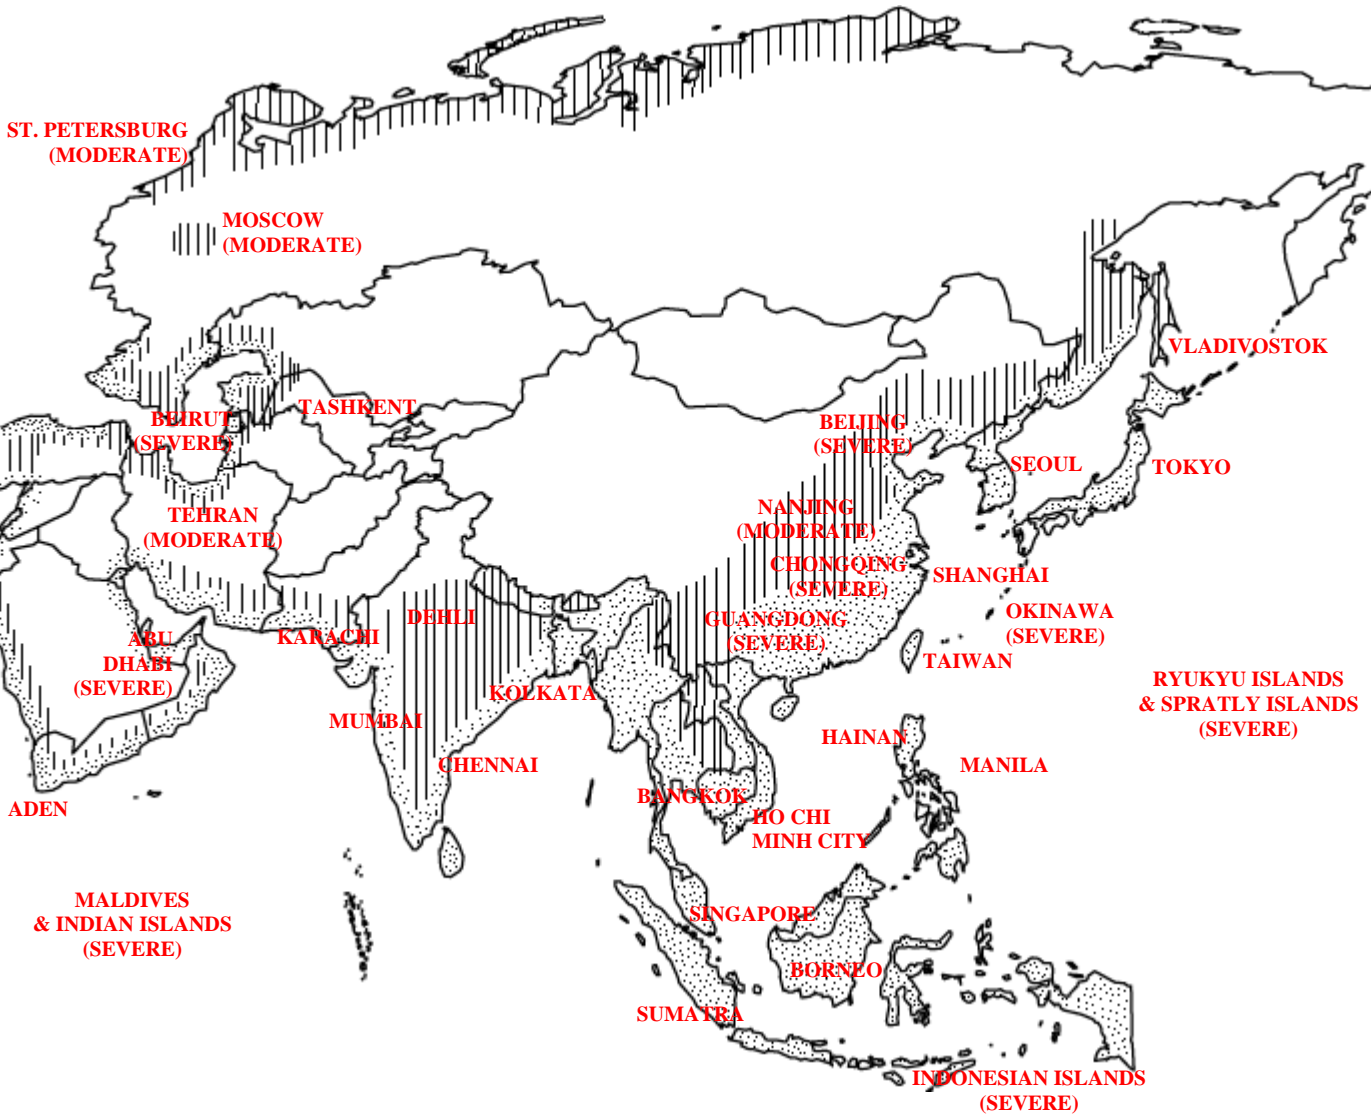 ST. PETERSBURG
(MODERATE)
MOSCOW
(MODERATE)
VLADIVOSTOK
TASHKENT
BEIRUT
(SEVERE)
BEIJING
(SEVERE)
SEOUL
TOKYO
TEHRAN
(MODERATE)
NANJING
(MODERATE)
CHONGQING
(SEVERE)
SHANGHAI
OKINAWA
(SEVERE)
DEHLI
GUANGDONG
(SEVERE)
KARACHI
ABU
DHABI
(SEVERE)
TAIWAN
KOLKATA
RYUKYU ISLANDS
& SPRATLY ISLANDS
(SEVERE)
MUMBAI
HAINAN
CHENNAI
MANILA
BANGKOK
ADEN
HO CHI
MINH CITY
MALDIVES
& INDIAN ISLANDS
(SEVERE)
SINGAPORE
BORNEO
SUMATRA
INDONESIAN ISLANDS
(SEVERE)